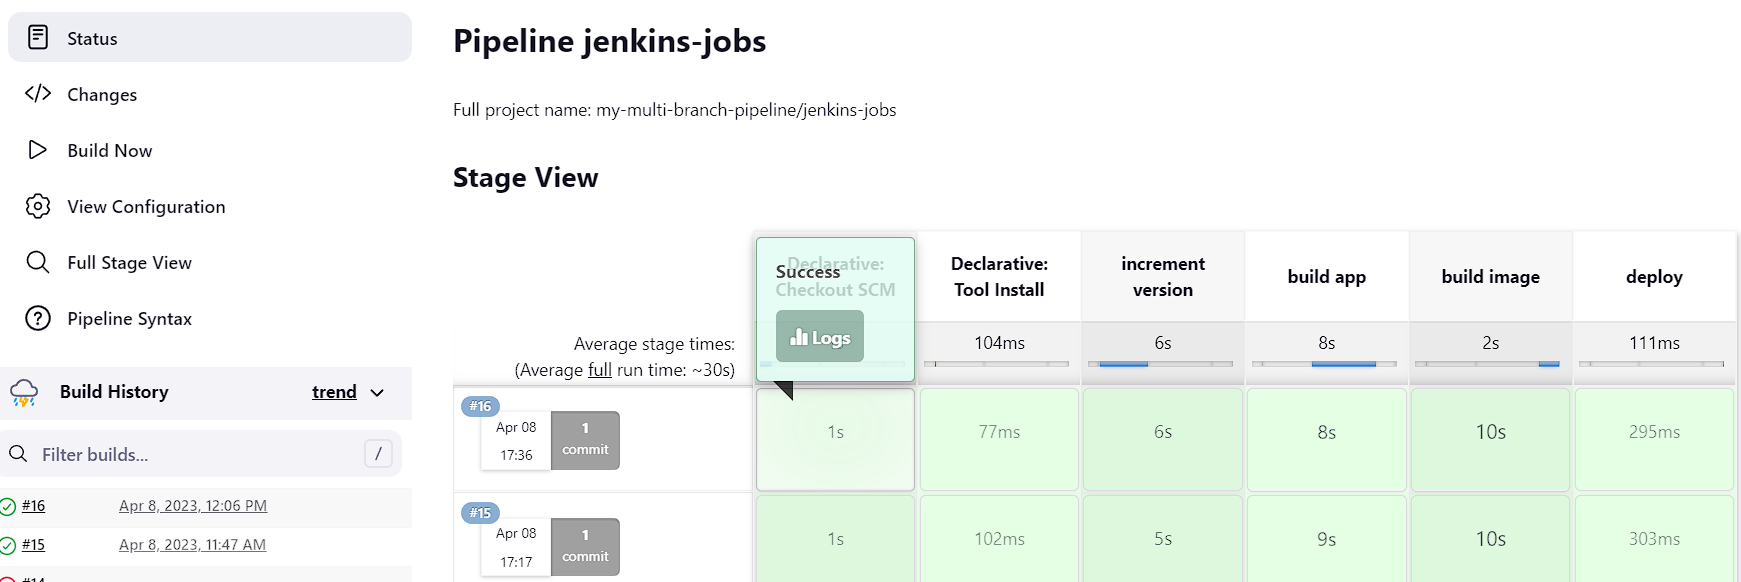 Status
Changes
Build Now
View Configuration
Full Stage View
Pipeline Syntax
Build History
trend
Filter builds...
/
#16
Apr 8, 2023, 12:06 PM
#15
Apr 8, 2023, 11:47 AM
#14
Pipeline jenkins-jobs
Full project name: my-multi-branch-pipeline/jenkins-jobs
Stage View
Declarative:
Checkout SCM
Success
Logs
Declarative:
Tool Install
increment
version
build app
build image
deploy
Average stage times:
(Average full run time: ~30s)
104ms
6s
8s
2s
111ms
#16
Apr 08
17:36
1
commit
1s
77ms
6s
8s
10s
295ms
#15
Apr 08
17:17
1
commit
1s
102ms
5s
9s
10s
303ms